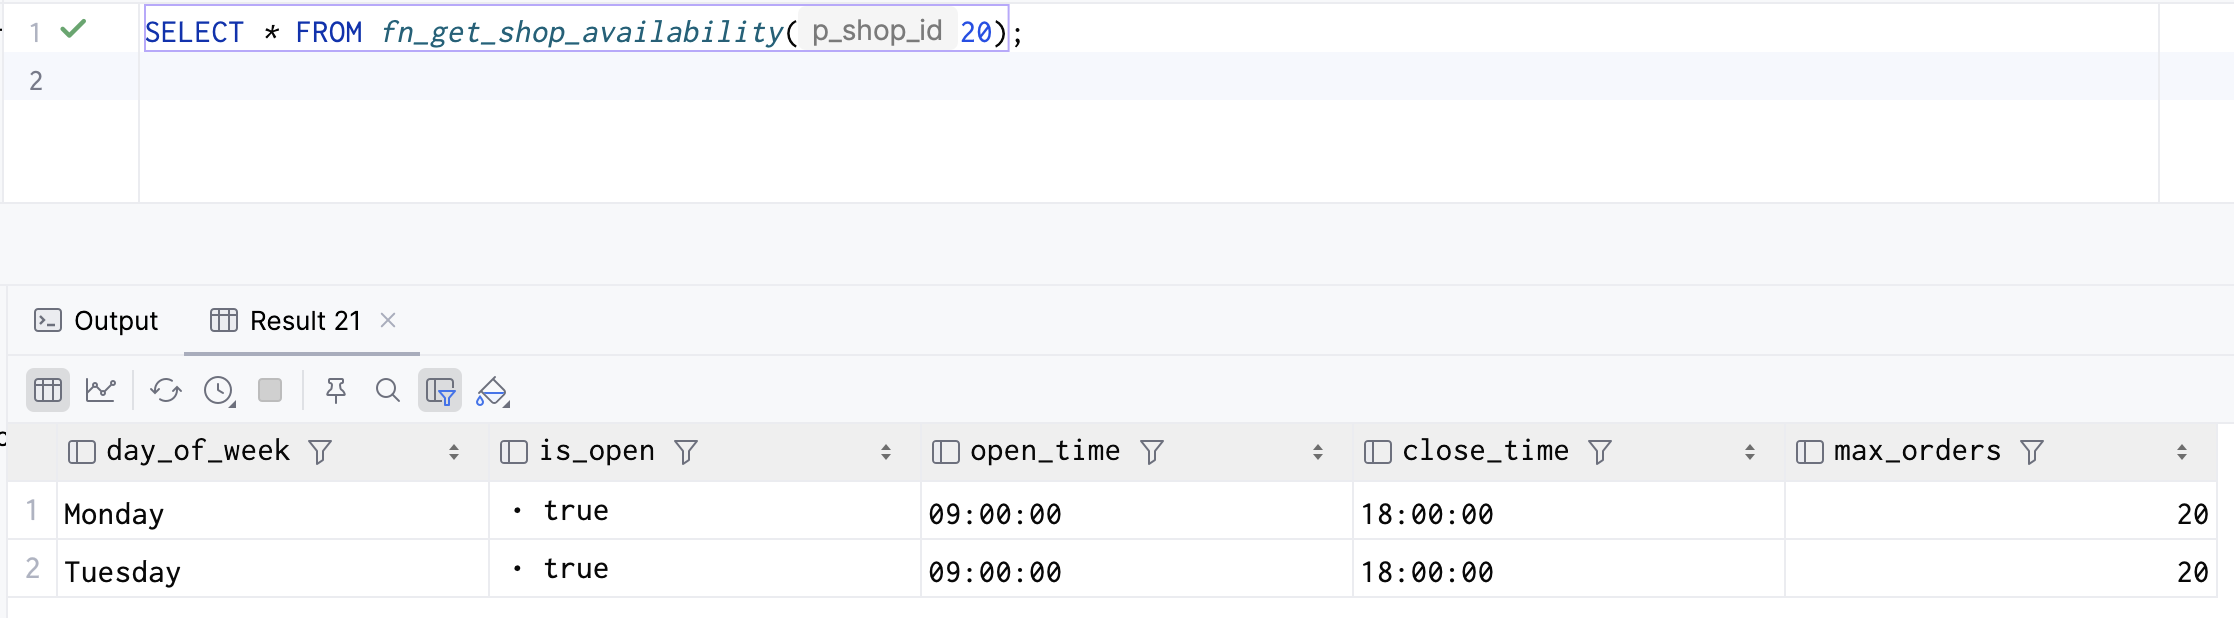 1 SELECT * FROM fn_get_shop_availability( p_shop_id 20);
2
Output Result 21
day_of_week is_open open_time close_time max_orders
1 Monday · true 09:00:00 18:00:00 20
2 Tuesday · true 09:00:00 18:00:00 20